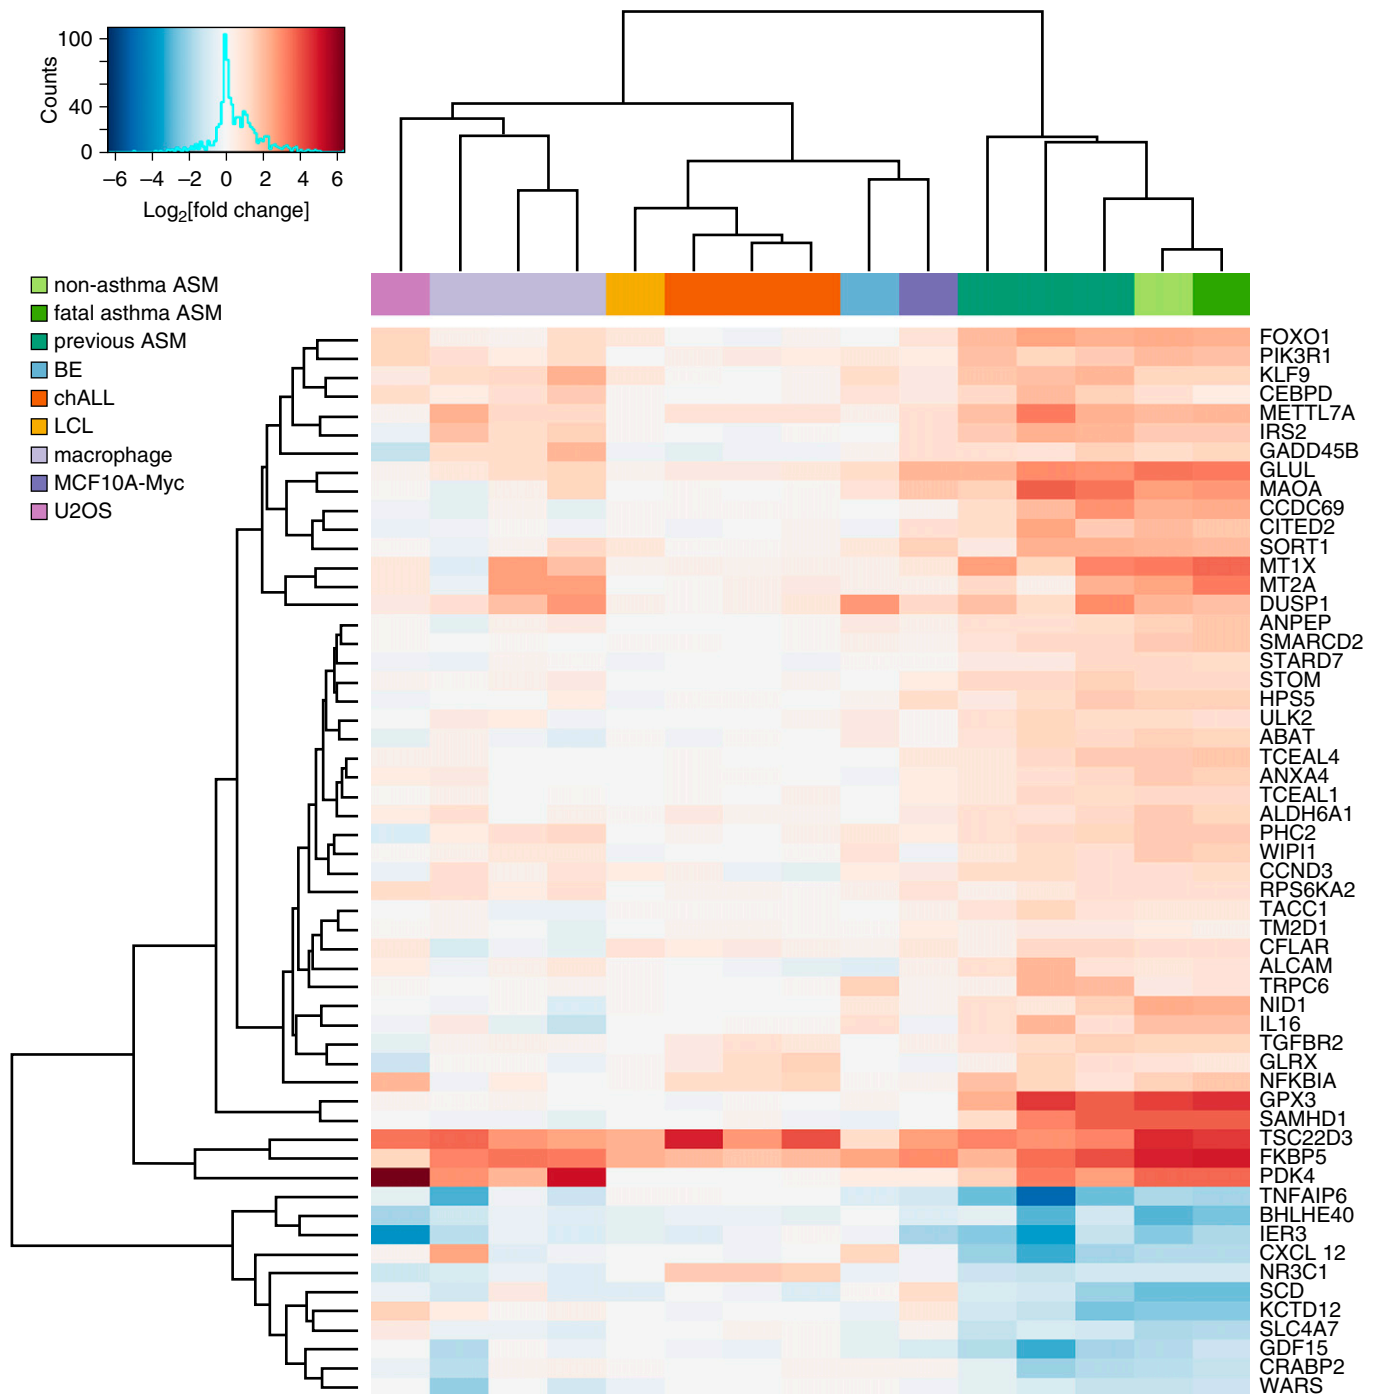 100
40
0
Counts
−6 −4 −2 0 2 4 6
Log2[fold change]
non-asthma ASM
fatal asthma ASM
previous ASM
BE
chALL
LCL
macrophage
MCF10A-Myc
U2OS
FOXO1
PIK3R1
KLF9
CEBPD
METTL7A
IRS2
GADD45B
GLUL
MAOA
CCDC69
CITED2
SORT1
MT1X
MT2A
DUSP1
ANPEP
SMARCD2
STARD7
STOM
HPS5
ULK2
ABAT
TCEAL4
ANXA4
TCEAL1
ALDH6A1
PHC2
WIPI1
CCND3
RPS6KA2
TACC1
TM2D1
CFLAR
ALCAM
TRPC6
NID1
IL16
TGFBR2
GLRX
NFKBIA
GPX3
SAMHD1
TSC22D3
FKBP5
PDK4
TNFAIP6
BHLHE40
IER3
CXCL 12
NR3C1
SCD
KCTD12
SLC4A7
GDF15
CRABP2
WARS